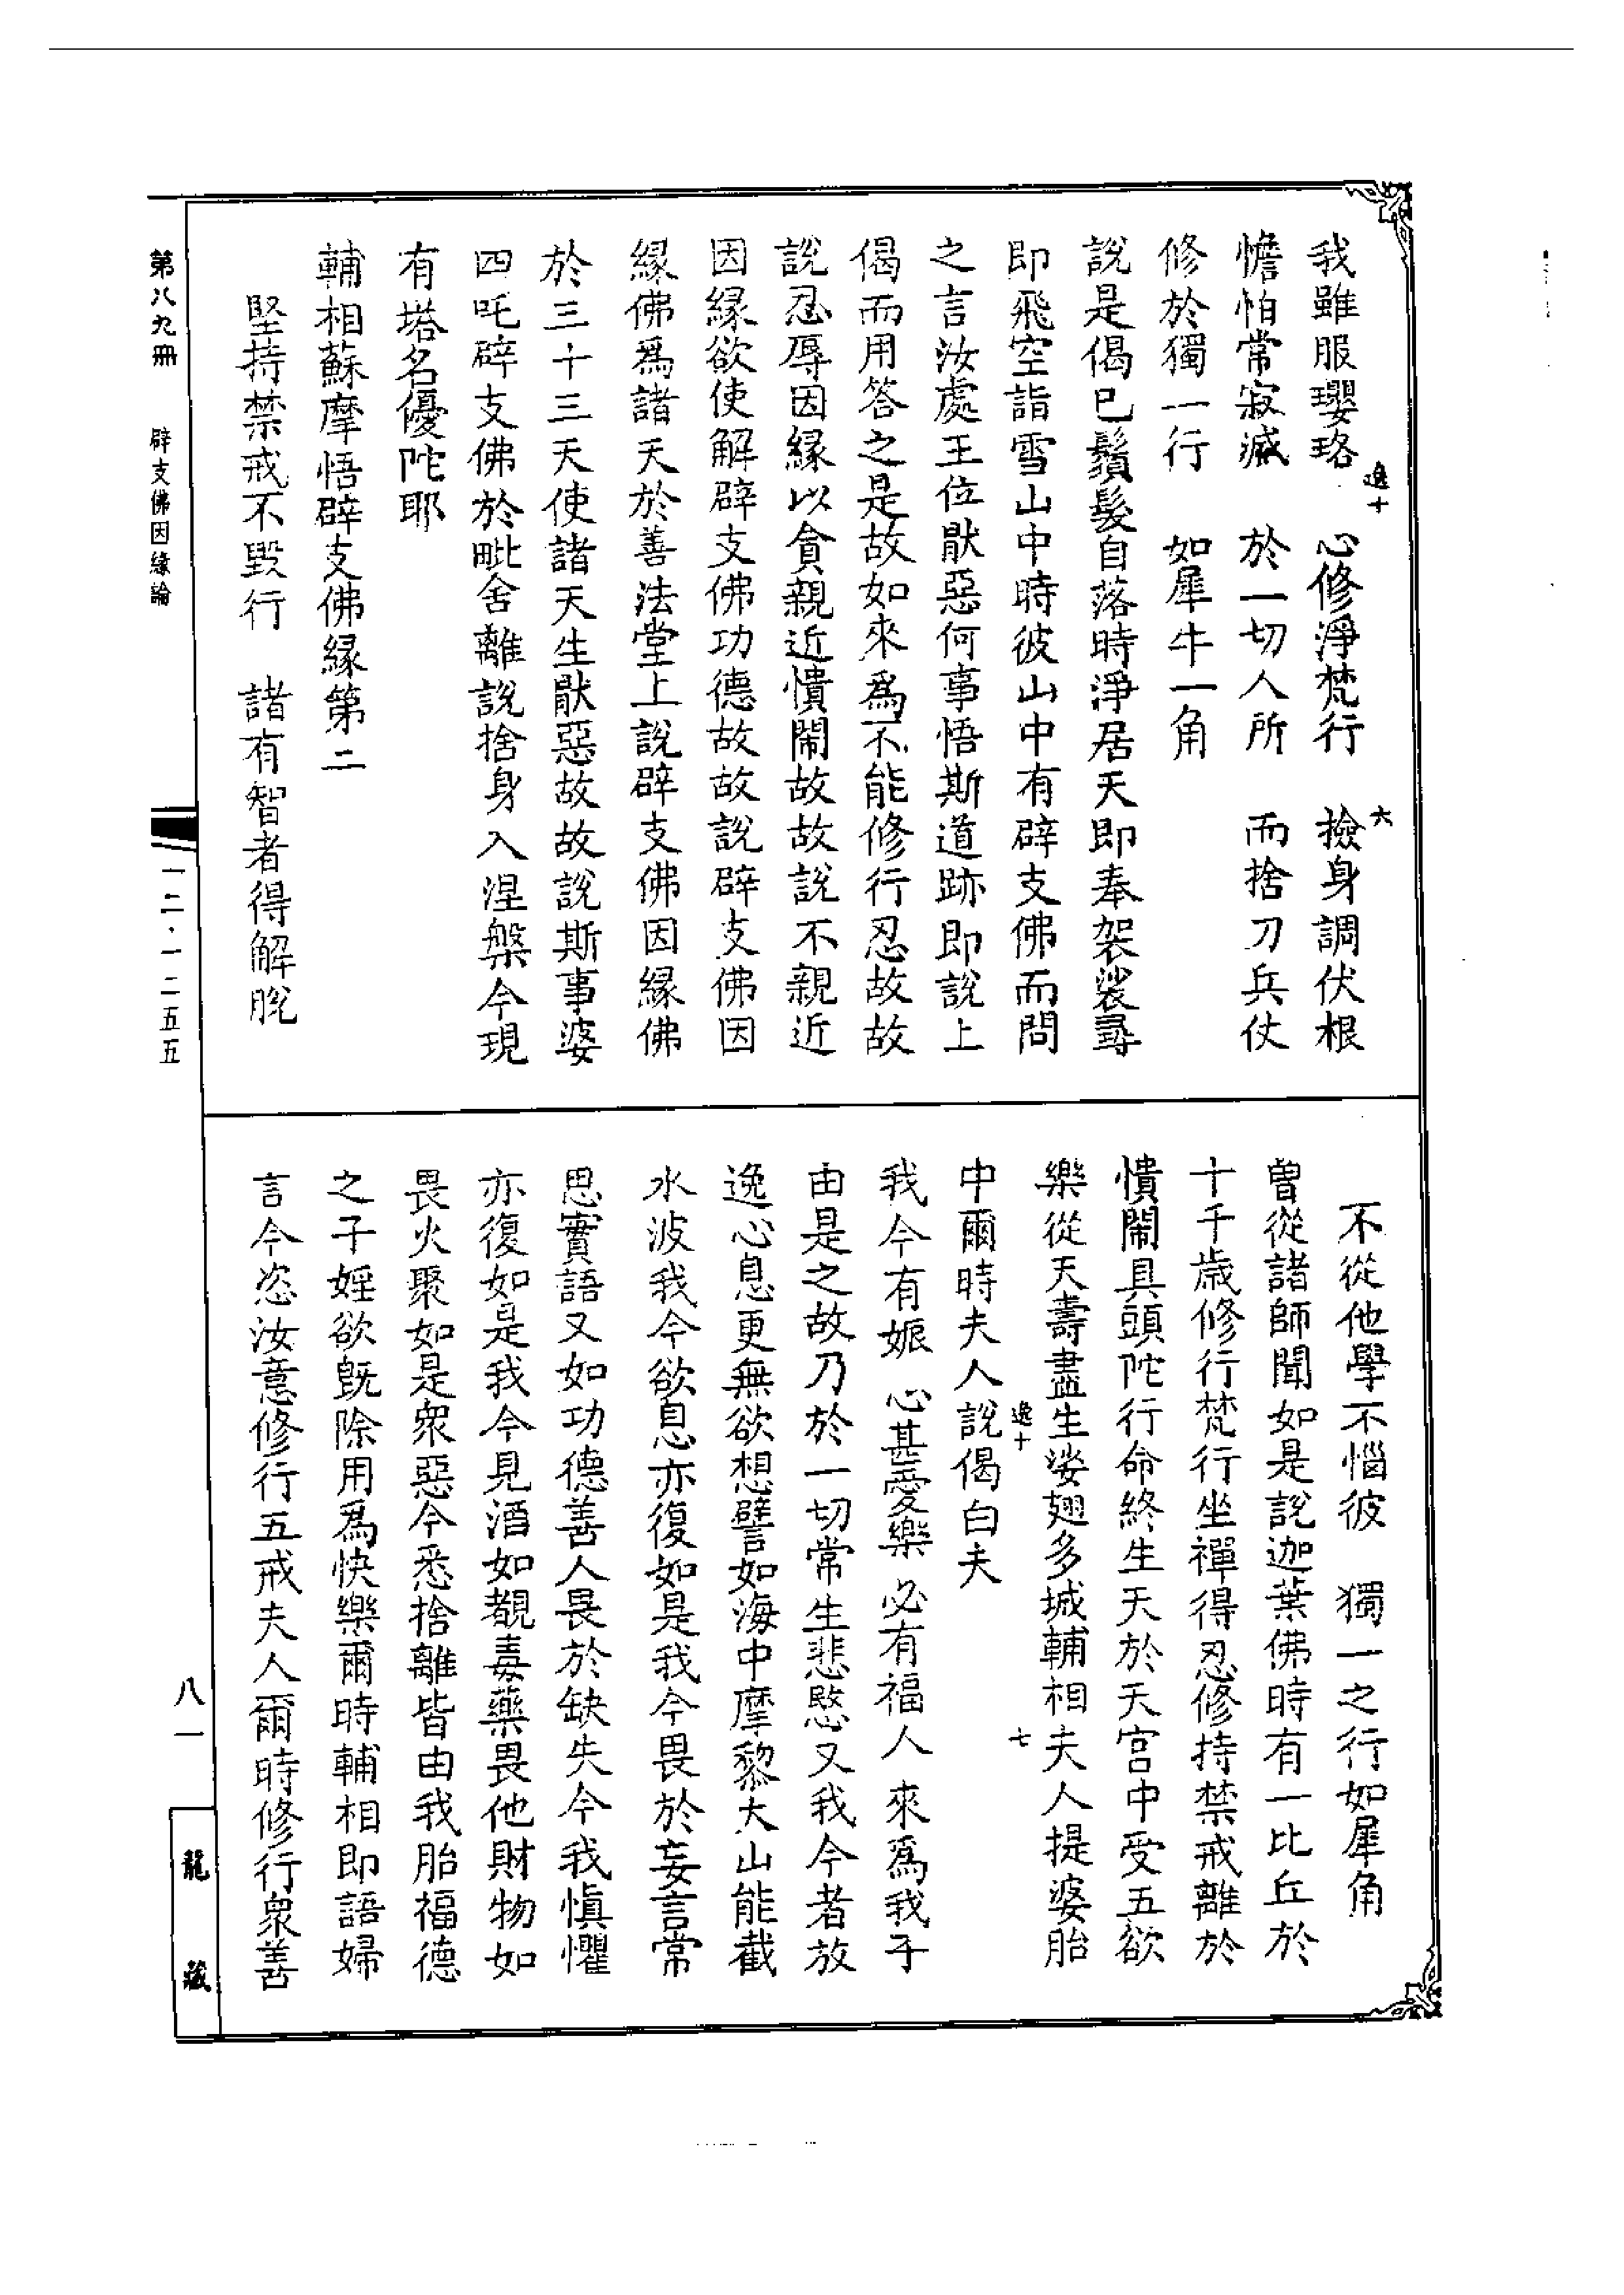 我雖服瓔珞　心修淨梵行　撿身調伏根
憺怕常寂滅　於一切人所　而捨刀兵仗
修於獨一行　如犀牛一角
說是偈已鬚髮自落時淨居天即奉袈裟尋
即飛空詣雪山中時彼山中有辟支佛而問
之言汝處王位猒惡何事悟斯道跡即說上
偈而用答之是故如來為不能修行忍故故
說忍辱因緣以貪親近憒閙故故說不親近
因緣欲使解辟支佛功德故故說辟支佛因
緣佛為諸天於善法堂上說辟支佛因緣佛
於三十三天使諸天生猒惡故故說斯事婆
四吒辟支佛於毗舍離說捨身入涅槃今現
有塔名優陀耶
輔相蘇摩悟辟支佛緣第二
堅持禁戒不毀行　諸有智者得解脫
逸十
六
第八九冊　辟支佛因緣論
一二·一二五五
不從他學不惱彼　獨一之行如犀角
曾從諸師聞如是說迦葉佛時有一比丘於
十千歲修行梵行坐禪得忍修持禁戒離於
憒閙具頭陀行命終生天於天宮中受五欲
樂從天壽盡生娑翅多城輔相夫人提婆胎
中爾時夫人說偈白夫
我今有娠　心甚愛樂　必有福人　來為我子
由是之故乃於一切常生悲愍又我今者放
逸心息更無欲想譬如海中摩黎大山能截
水波我今欲息亦復如是我今畏於妄言常
思實語又如功德善人畏於缺失今我慎懼
亦復如是我今見酒如覩毒藥畏他財物如
畏火聚如是衆惡今悉捨離皆由我胎福德
之子婬欲既除用為快樂爾時輔相即語婦
言今恣汝意修行五戒夫人爾時修行衆善
逸十
七
八一
龍藏